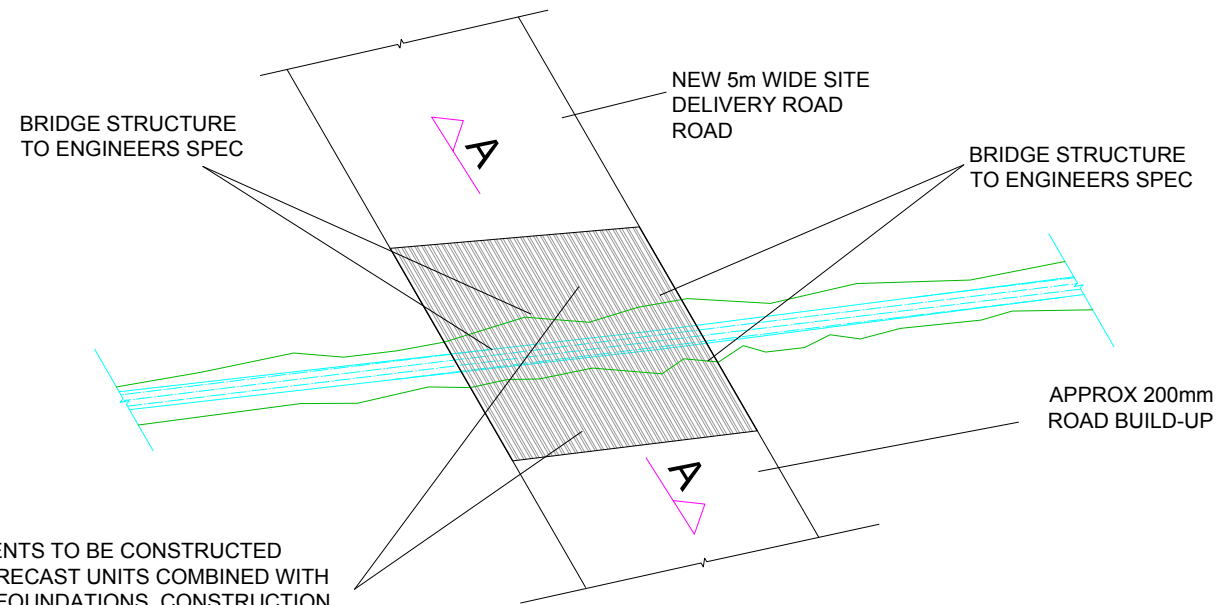 NEW 5m WIDE SITE
DELIVERY ROAD
ROAD
BRIDGE STRUCTURE
TO ENGINEERS SPEC
A
BRIDGE STRUCTURE
TO ENGINEERS SPEC
APPROX 200mm
ROAD BUILD-UP
A
ENTS TO BE CONSTRUCTED
RECAST UNITS COMBINED WITH
FOUNDATIONS. CONSTRUCTION